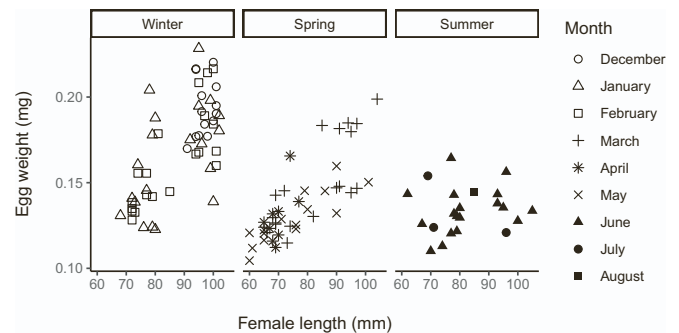 Winter Spring Summer
Month
December
January
February
March
April
May
June
July
August
Egg weight (mg)
0.20
0.15
0.10
60 70 80 90 100 60 70 80 90 100 60 70 80 90 100
Female length (mm)